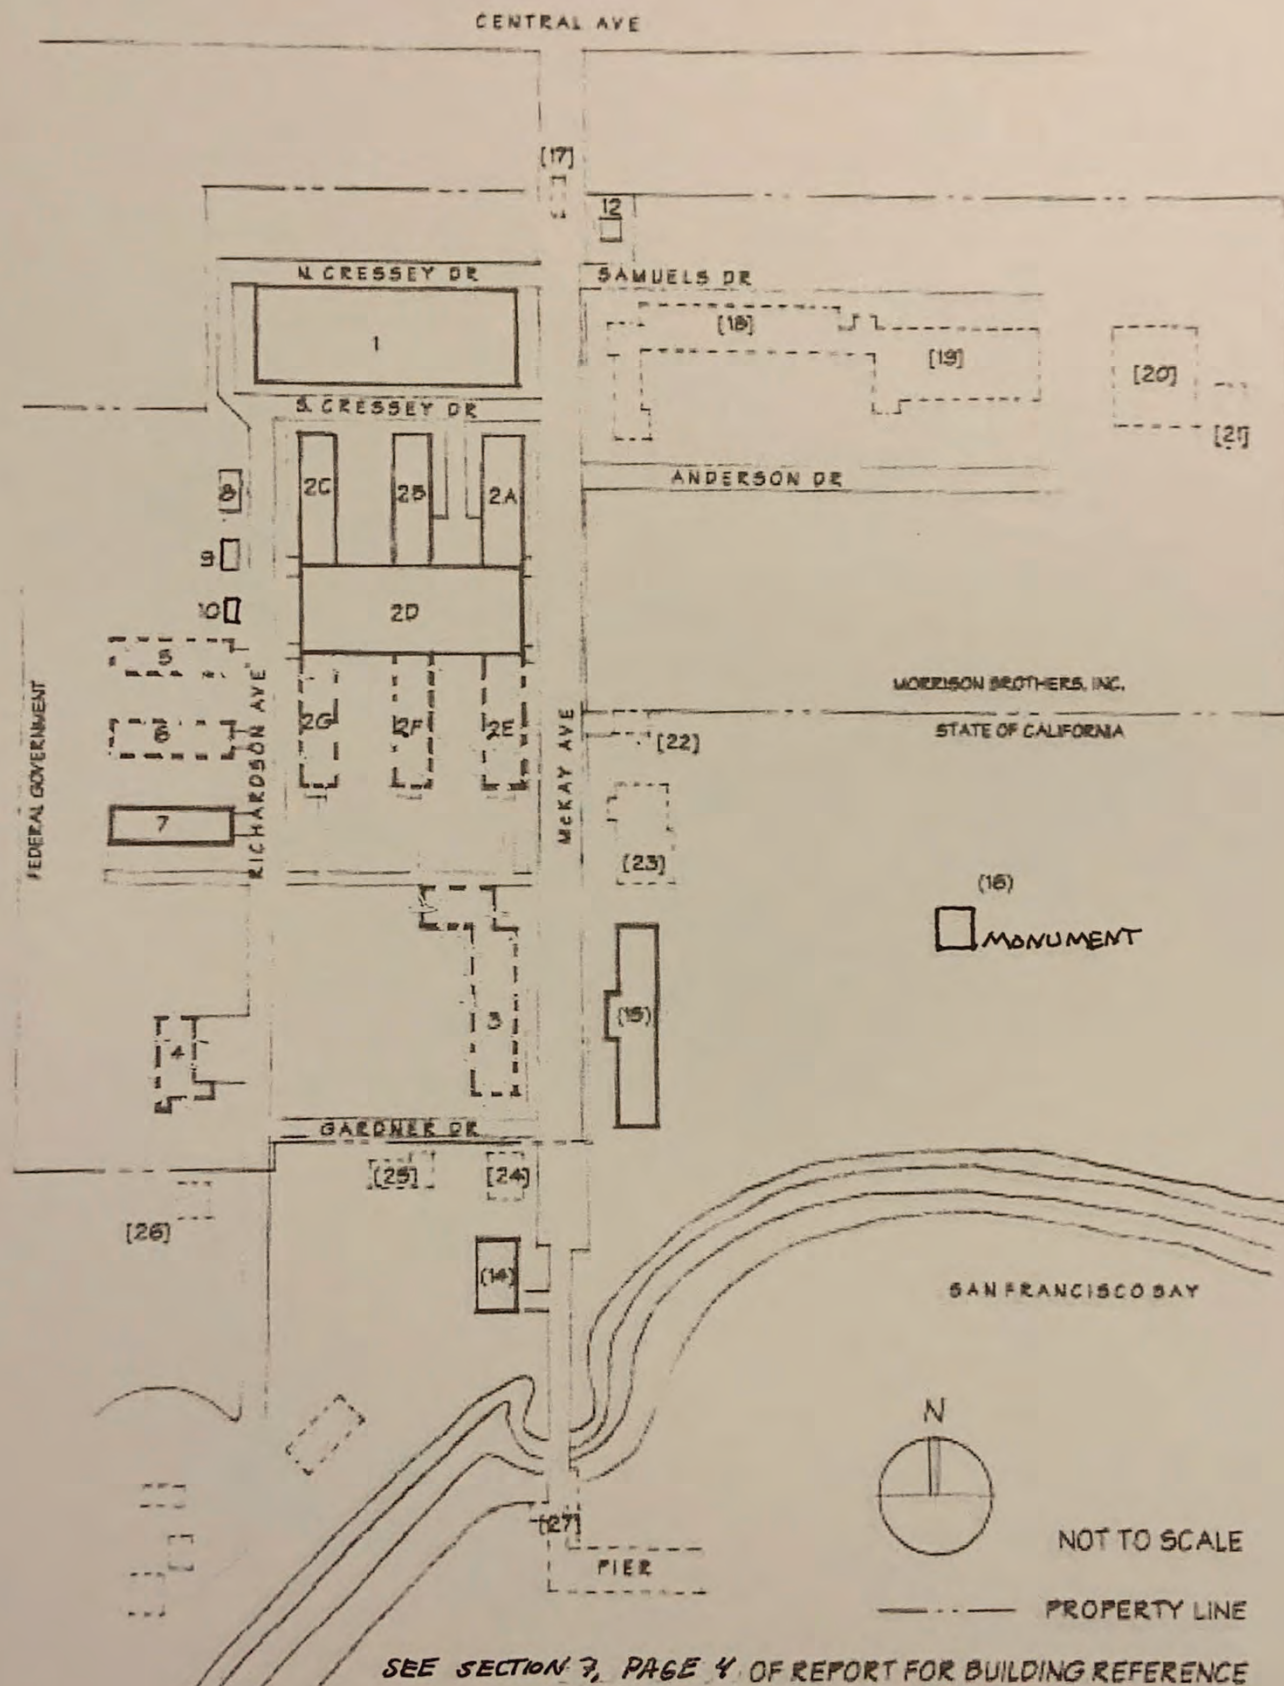 CENTRAL AVE
[17]
12
N. CRESSEY DR
SAMUELS DR
[18]
1
[19]
[20]
S. CRESSEY DR
[21]
ANDERSON DR
8
2C
2B
2A
9
10
2D
5
MORRISON BROTHERS, INC.
STATE OF CALIFORNIA
6
2G
2F
2E
[22]
FEDERAL GOVERNMENT
RICHARDSON AVE
McKAY AVE
7
(23)
(16)
MONUMENT
3
(15)
4
GARDNER DR
[25]
[24]
[26]
(14)
SAN FRANCISCO BAY
N
[27]
PIER
NOT TO SCALE
PROPERTY LINE
SEE SECTION 7, PAGE 4 OF REPORT FOR BUILDING REFERENCE